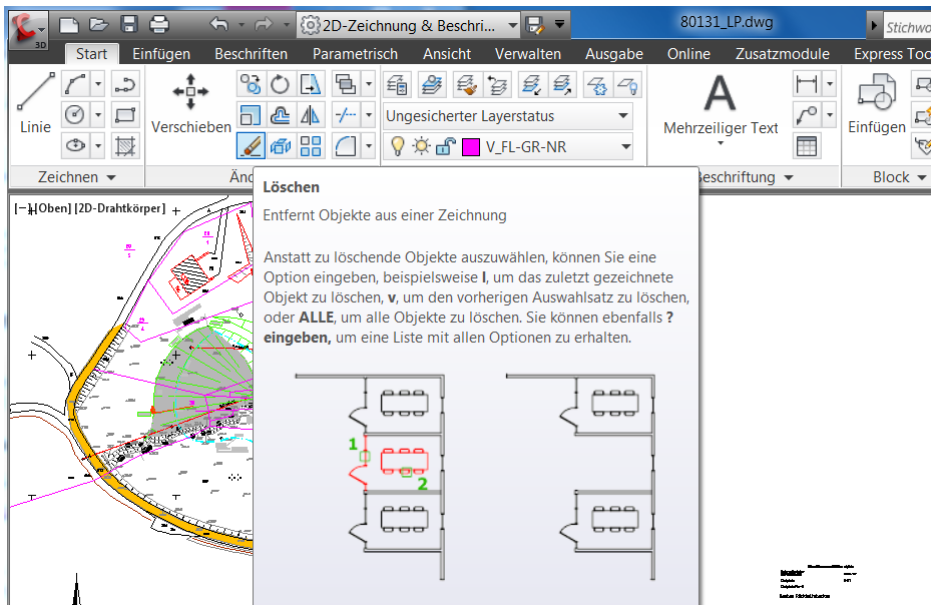 3D
2D-Zeichnung & Beschri...
80131_LP.dwg
Stichwo
Start Einfügen Beschriften Parametrisch Ansicht Verwalten Ausgabe Online Zusatzmodule Express Too
Linie
Verschieben
Ungesicherter Layerstatus
V_FL-GR-NR
Mehrzeiliger Text
Einfügen
Zeichnen
Änd
eschriftung
Block
[−] [Oben] [2D-Drahtkörper]
Löschen
Entfernt Objekte aus einer Zeichnung
Anstatt zu löschende Objekte auszuwählen, können Sie eine
Option eingeben, beispielsweise l, um das zuletzt gezeichnete
Objekt zu löschen, v, um den vorherigen Auswahlsatz zu löschen,
oder ALLE, um alle Objekte zu löschen. Sie können ebenfalls ?
eingeben, um eine Liste mit allen Optionen zu erhalten.
1
2